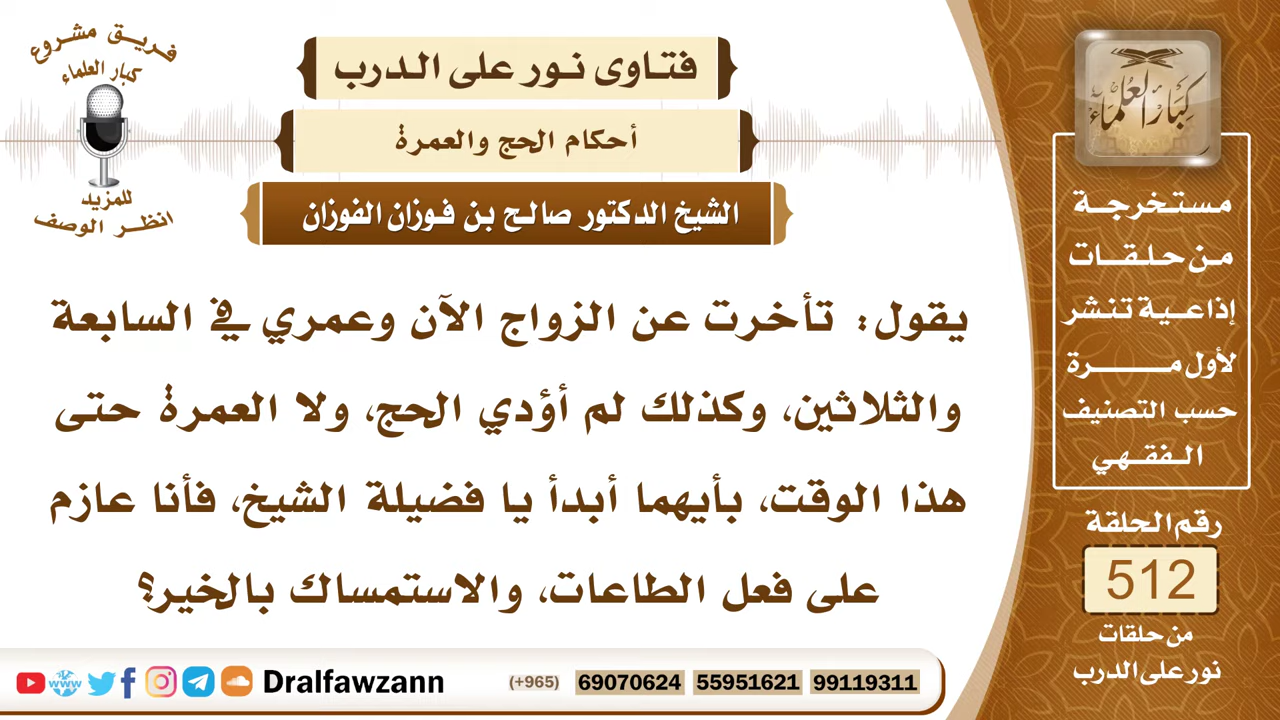 فريق مشروع
كبار العلماء
للمزيد
انظر الوصف
فتاوى نور على الدرب
أحكام الحج والعمرة
الشيخ الدكتور صالح بن فوزان الفوزان
يقول: تأخرت عن الزواج الآن وعمري في السابعة
والثلاثين، وكذلك لم أؤدي الحج، ولا العمرة حتى
هذا الوقت، بأيهما أبدأ يا فضيلة الشيخ، فأنا عازم
على فعل الطاعات، والاستمساك بالخير؟
كبار العلماء
مستخرجة
من حلقات
إذاعية تنشر
لأول مرة
حسب التصنيف
الفقهي
رقم الحلقة
512
من حلقات
نور على الدرب
www Dralfawzann (+965) 69070624 55951621 99119311